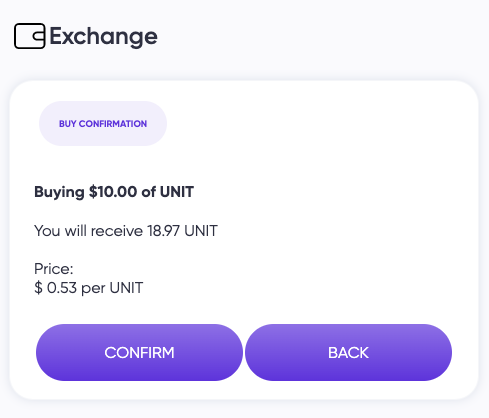 Exchange
BUY CONFIRMATION
Buying $10.00 of UNIT
You will receive 18.97 UNIT
Price:
$ 0.53 per UNIT
CONFIRM BACK